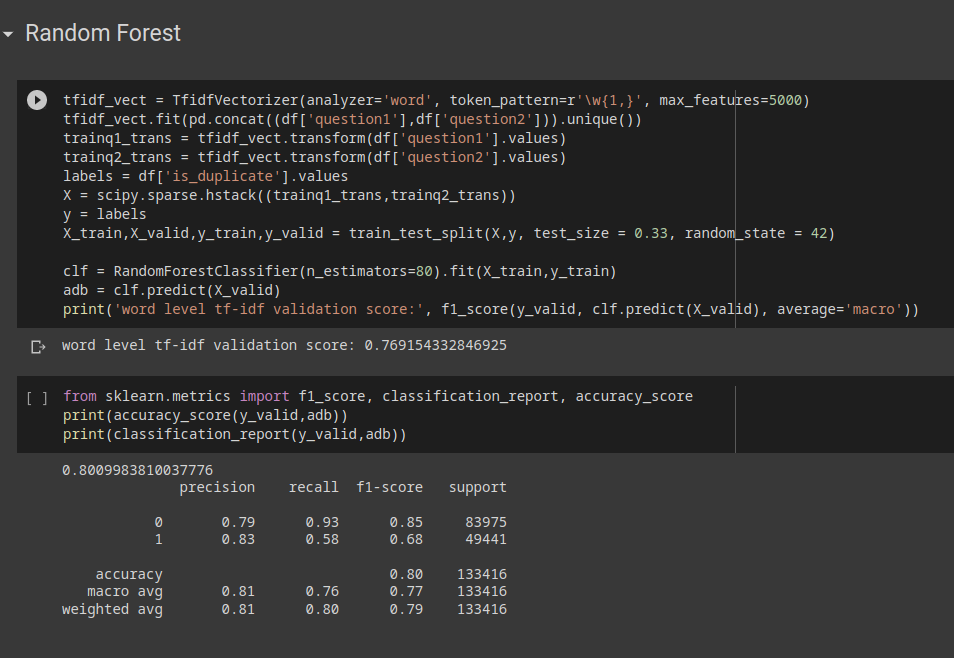 Random Forest
tfidf_vect = TfidfVectorizer(analyzer='word', token_pattern=r'\w{1,}', max_features=5000)
tfidf_vect.fit(pd.concat((df['question1'],df['question2'])).unique())
trainq1_trans = tfidf_vect.transform(df['question1'].values)
trainq2_trans = tfidf_vect.transform(df['question2'].values)
labels = df['is_duplicate'].values
X = scipy.sparse.hstack((trainq1_trans,trainq2_trans))
y = labels
X_train,X_valid,y_train,y_valid = train_test_split(X,y, test_size = 0.33, random_state = 42)
clf = RandomForestClassifier(n_estimators=80).fit(X_train,y_train)
adb = clf.predict(X_valid)
print('word level tf-idf validation score:', f1_score(y_valid, clf.predict(X_valid), average='macro'))
word level tf-idf validation score: 0.769154332846925
[ ] from sklearn.metrics import f1_score, classification_report, accuracy_score
print(accuracy_score(y_valid,adb))
print(classification_report(y_valid,adb))
0.8009983810037776
precision recall f1-score support
0 0.79 0.93 0.85 83975
1 0.83 0.58 0.68 49441
accuracy 0.80 133416
macro avg 0.81 0.76 0.77 133416
weighted avg 0.81 0.80 0.79 133416